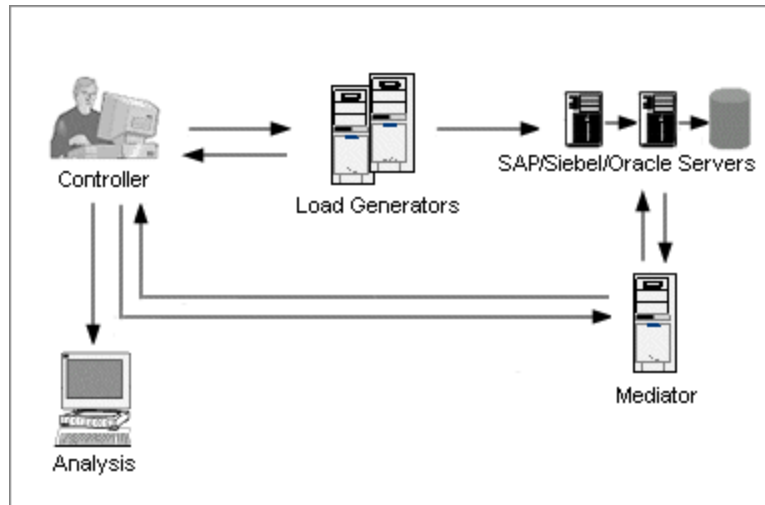 Controller
Load Generators
SAP/Siebel/Oracle Servers
Mediator
Analysis